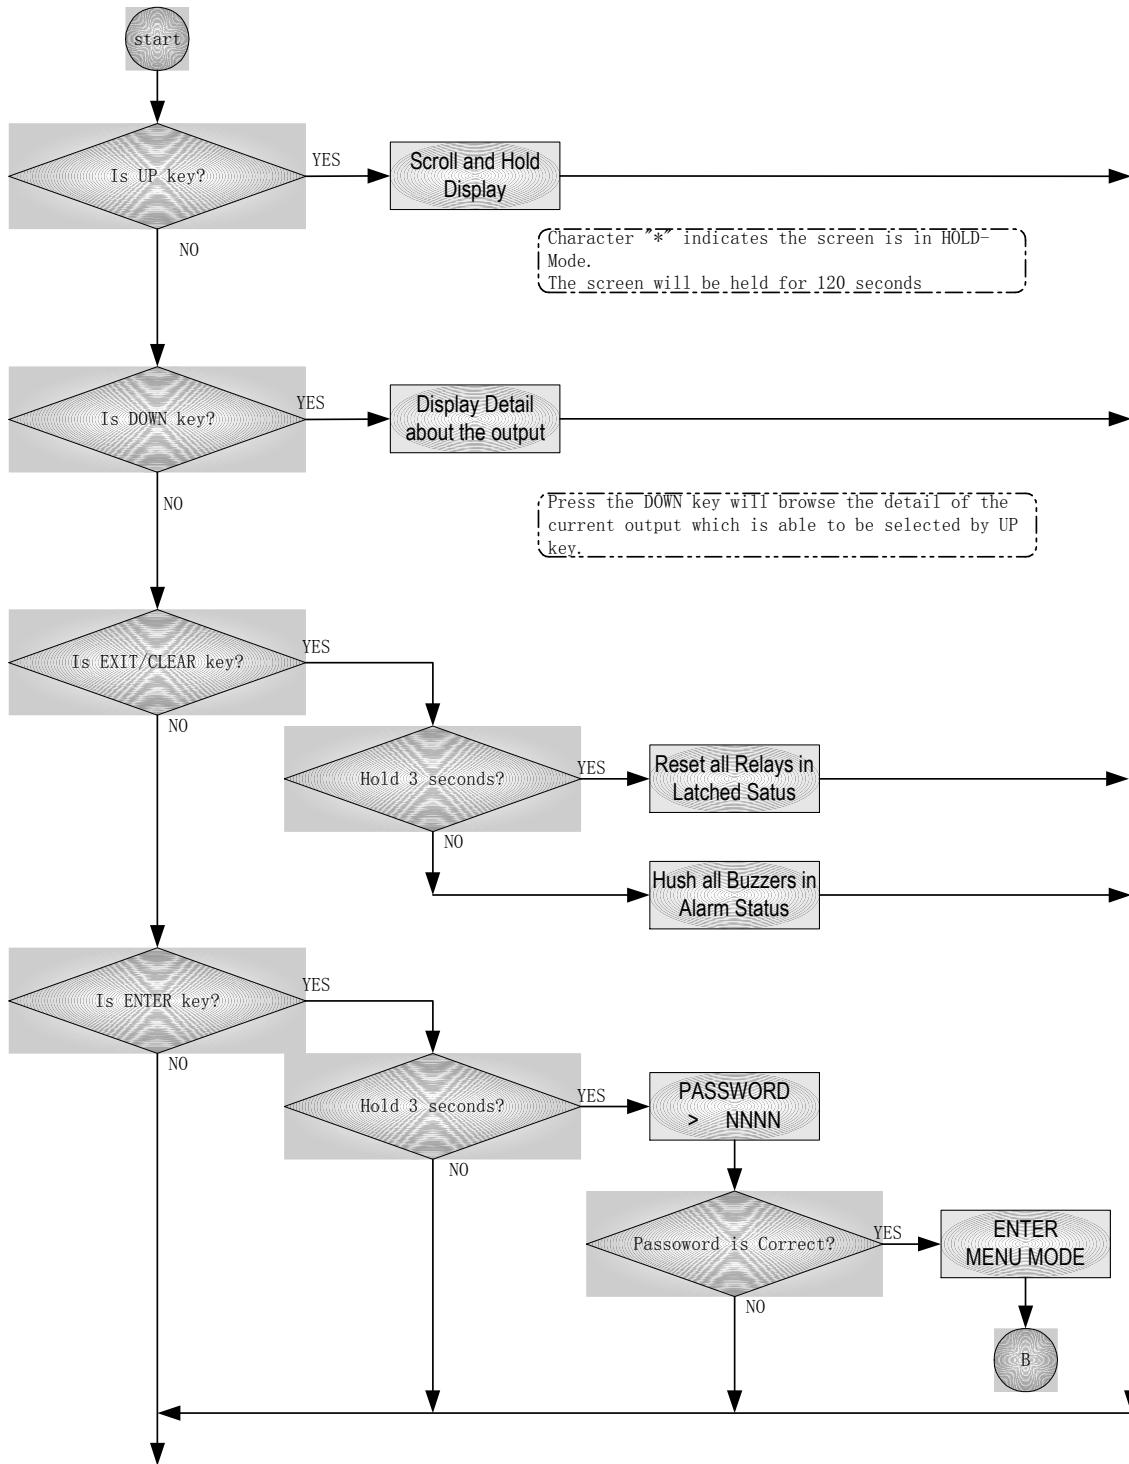 start
Is UP key?
YES
Scroll and Hold
Display
NO
Character "*" indicates the screen is in HOLD-
Mode.
The screen will be held for 120 seconds
Is DOWN key?
YES
Display Detail
about the output
NO
Press the DOWN key will browse the detail of the
current output which is able to be selected by UP
key.
Is EXIT/CLEAR key?
YES
NO
Hold 3 seconds?
YES
Reset all Relays in
Latched Satus
NO
Hush all Buzzers in
Alarm Status
Is ENTER key?
YES
NO
Hold 3 seconds?
YES
PASSWORD
> NNNN
NO
Passoword is Correct?
YES
ENTER
MENU MODE
NO
B